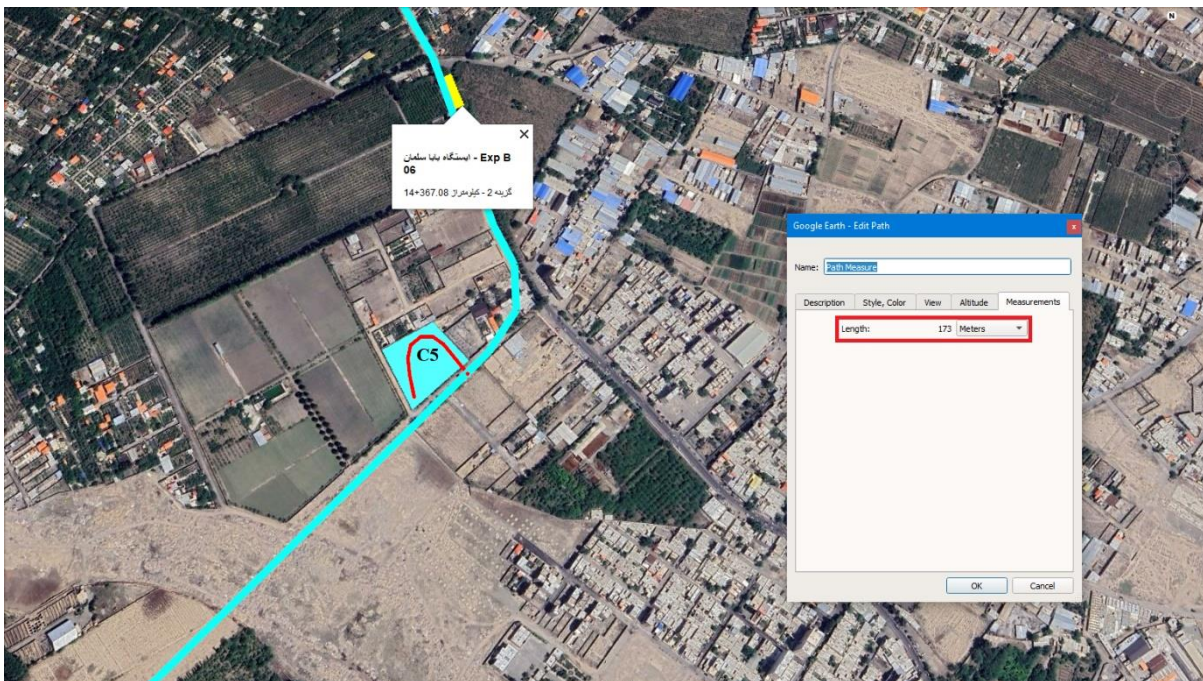 N
ایستگاه بابا سلمان - Exp B
06
گزینه 2 - کیلومتراژ 14+367.08
C5
Google Earth - Edit Path
Name: Path Measure
Description Style, Color View Altitude Measurements
Length: 173 Meters
OK Cancel